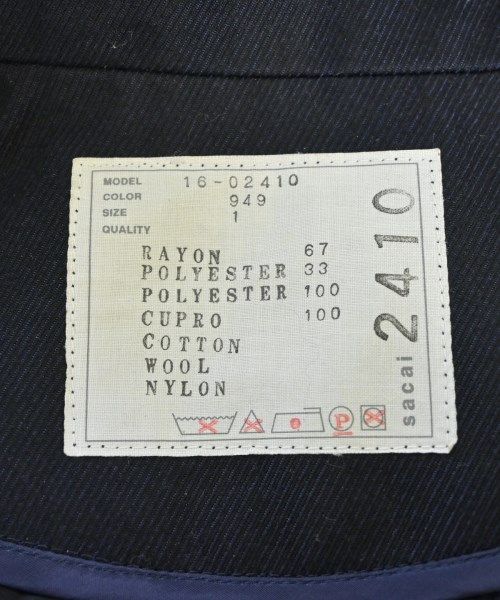 MODEL 16-02410
COLOR 949
SIZE 1
QUALITY
RAYON 67
POLYESTER 33
POLYESTER 100
CUPRO 100
COTTON
WOOL
NYLON
P
sacai 2410